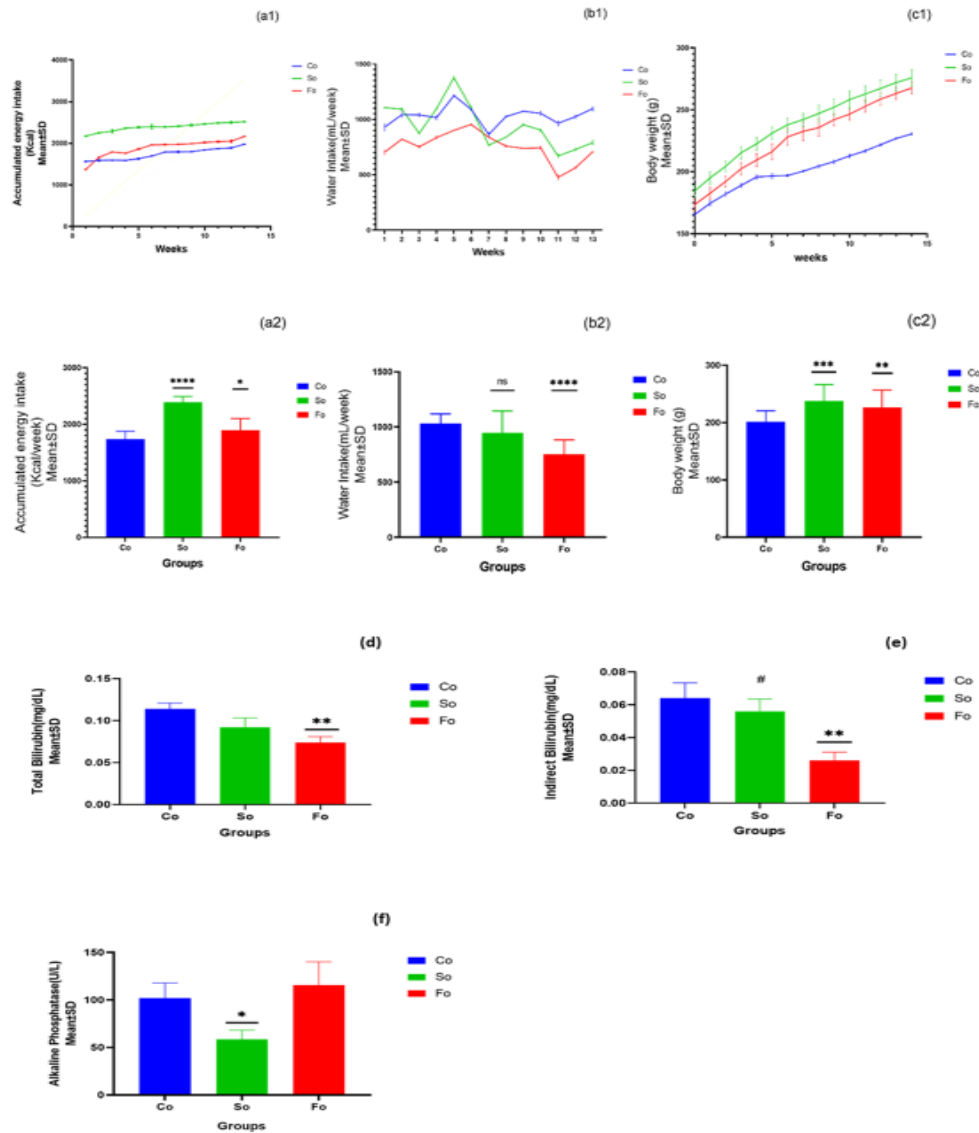 (a1)
Accumulated energy intake
(Kcal)
Mean±SD
4000
3000
2000
1000
0
0
5
10
15
Weeks
Co
So
Fo
(b1)
Water Intake(mL/week)
Mean±SD
1500
1000
500
0
1
2
3
4
5
6
7
8
9
10
11
12
13
Weeks
Co
So
Fo
(c1)
Body weight (g)
Mean±SD
300
250
200
150
0
5
10
15
weeks
Co
So
Fo
(a2)
Accumulated energy intake
(Kcal/week)
Mean±SD
3000
2000
1000
0
****
*
Co
So
Fo
Groups
Co
So
Fo
(b2)
Water Intake(mL/week)
Mean±SD
1500
1000
500
0
ns
****
Co
So
Fo
Groups
Co
So
Fo
(c2)
Body weight (g)
Mean±SD
300
200
100
0
***
**
Co
So
Fo
Groups
Co
So
Fo
(d)
Total Bilirubin(mg/dL)
Mean±SD
0.15
0.10
0.05
0.00
**
Co
So
Fo
Groups
Co
So
Fo
(e)
Indirect Bilirubin(mg/dL)
Mean±SD
0.08
0.06
0.04
0.02
0.00
#
**
Co
So
Fo
Groups
Co
So
Fo
(f)
Alkaline Phosphatase(U/L)
Mean±SD
150
100
50
0
*
Co
So
Fo
Groups
Co
So
Fo